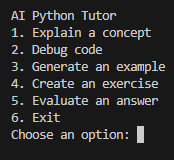 AI Python Tutor
1. Explain a concept
2. Debug code
3. Generate an example
4. Create an exercise
5. Evaluate an answer
6. Exit
Choose an option: